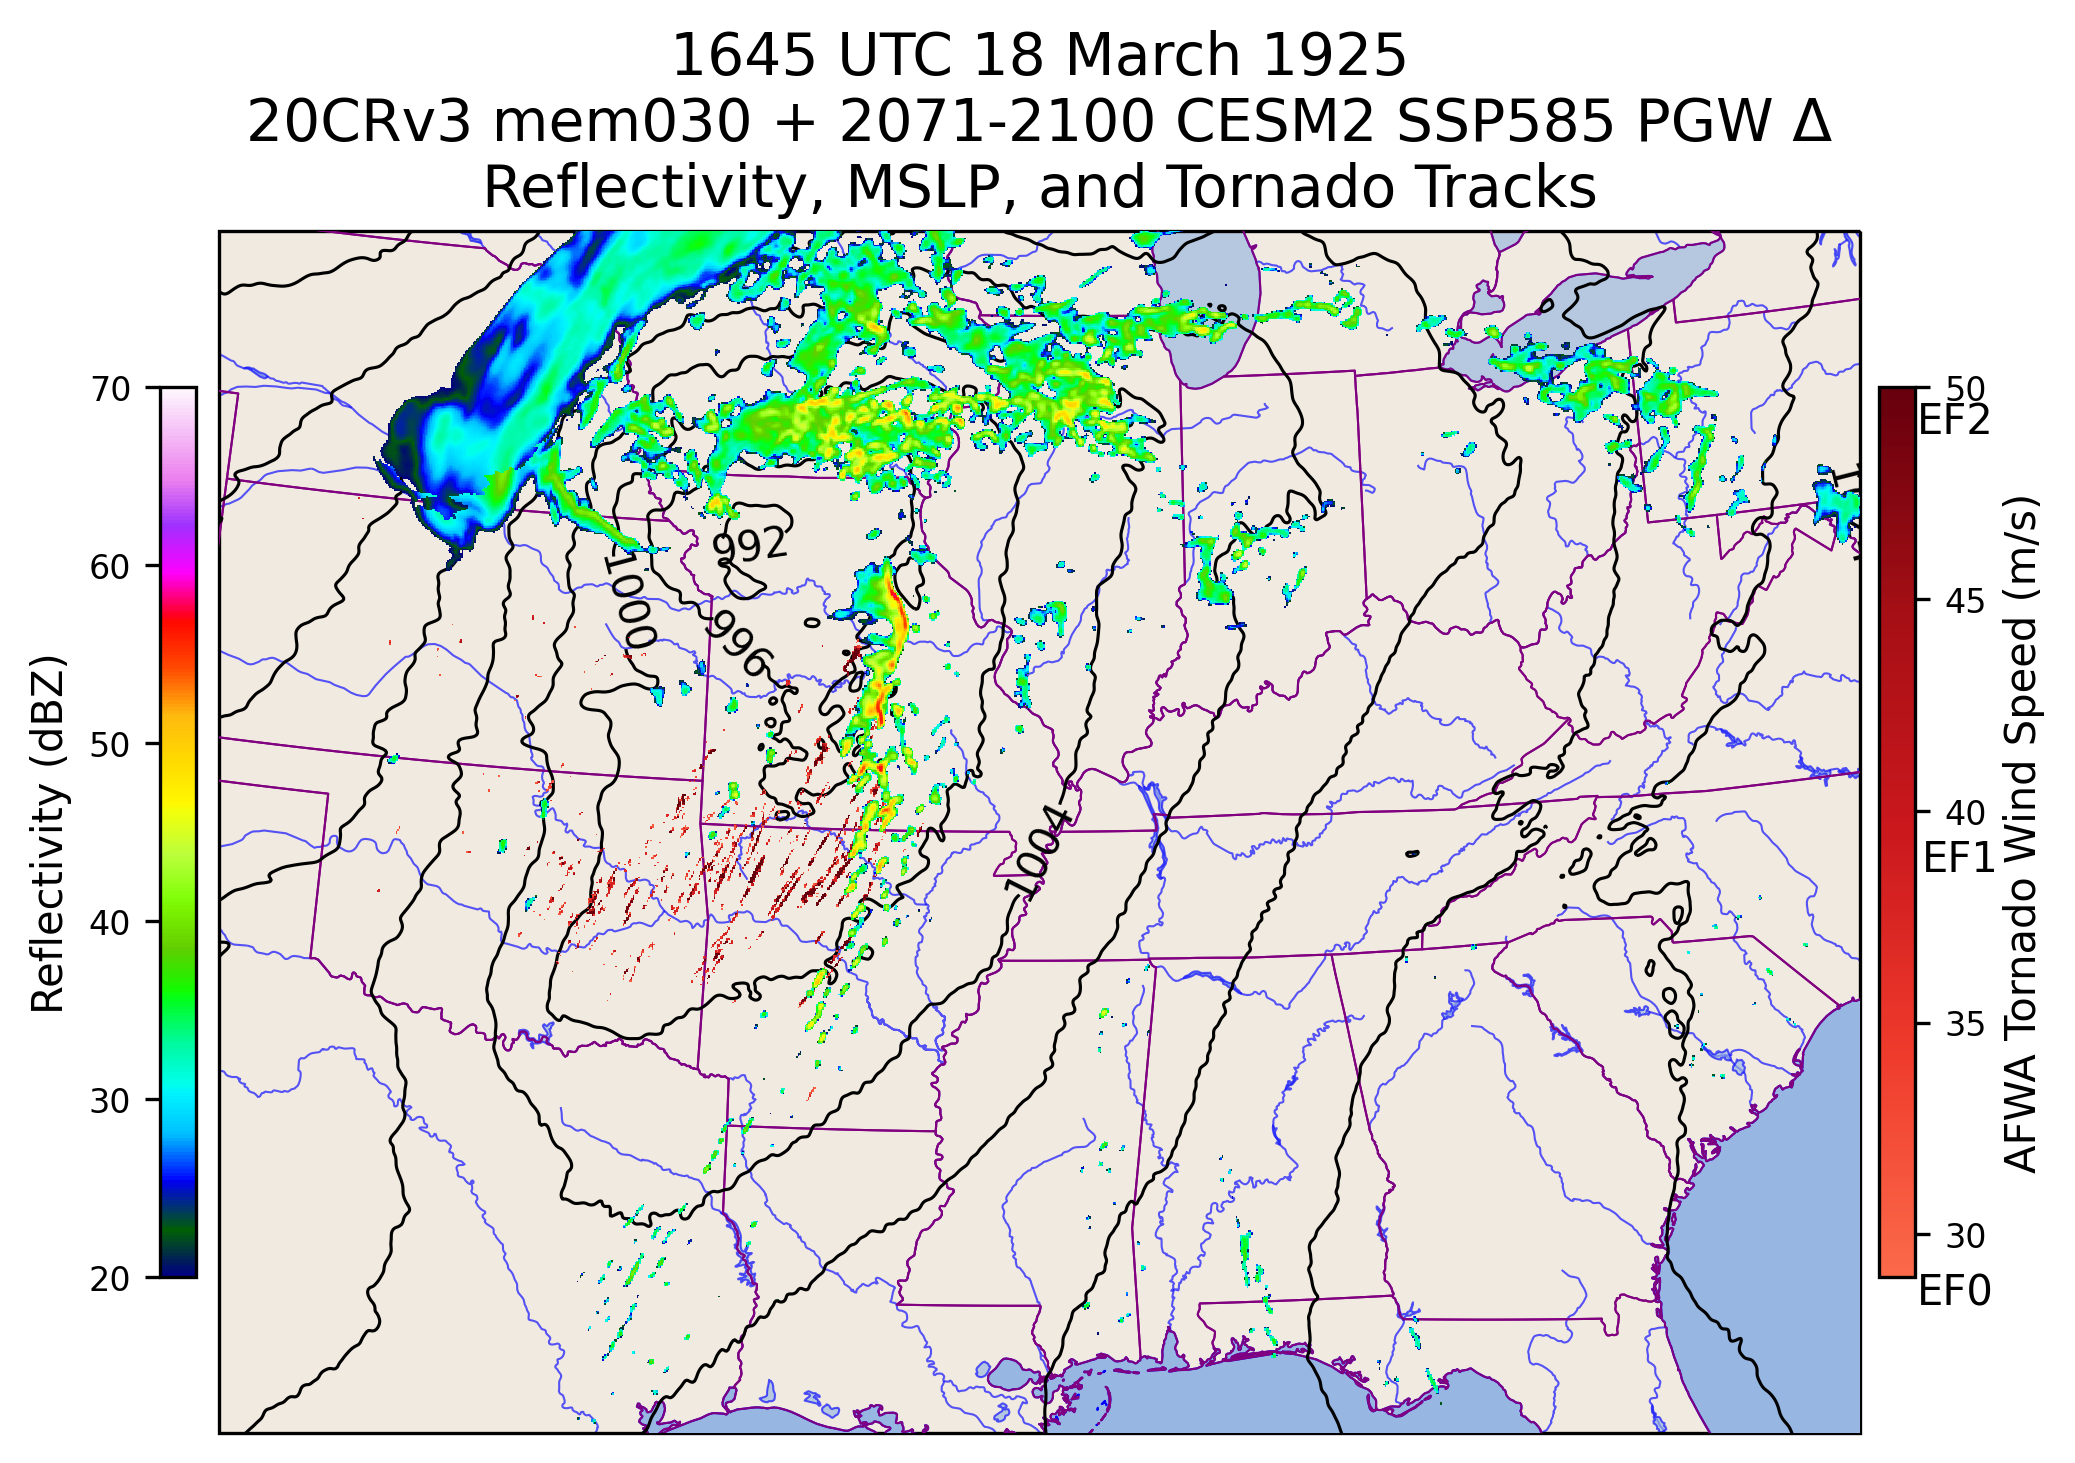 1645 UTC 18 March 1925
20CRv3 mem030 + 2071-2100 CESM2 SSP585 PGW Δ
Reflectivity, MSLP, and Tornado Tracks
70
60
50
40
30
20
Reflectivity (dBZ)
992
1000
996
1004
50
EF2
45
40
EF1
35
30
EF0
AFWA Tornado Wind Speed (m/s)